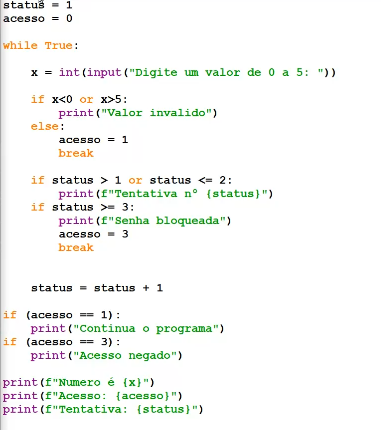 status = 1
acesso = 0
while True:
x = int(input("Digite um valor de 0 a 5: "))
if x<0 or x>5:
print("Valor invalido")
else:
acesso = 1
break
if status > 1 or status <= 2:
print(f"Tentativa nº {status}")
if status >= 3:
print(f"Senha bloqueada")
acesso = 3
break
status = status + 1
if (acesso == 1):
print("Continua o programa")
if (acesso == 3):
print("Acesso negado")
print(f"Numero é {x}")
print(f"Acesso: {acesso}")
print(f"Tentativa: {status}")